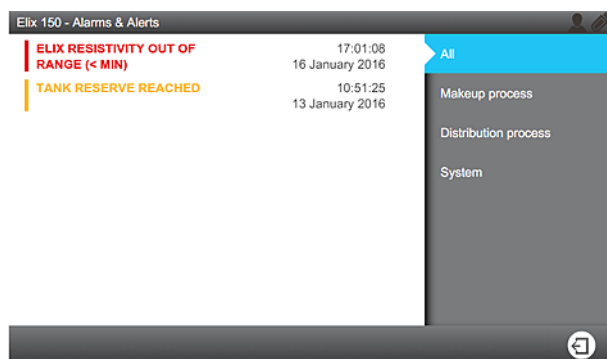 Elix 150 - Alarms & Alerts
ELIX RESISTIVITY OUT OF
RANGE (< MIN)
17:01:08
16 January 2016
TANK RESERVE REACHED
10:51:25
13 January 2016
All
Makeup process
Distribution process
System